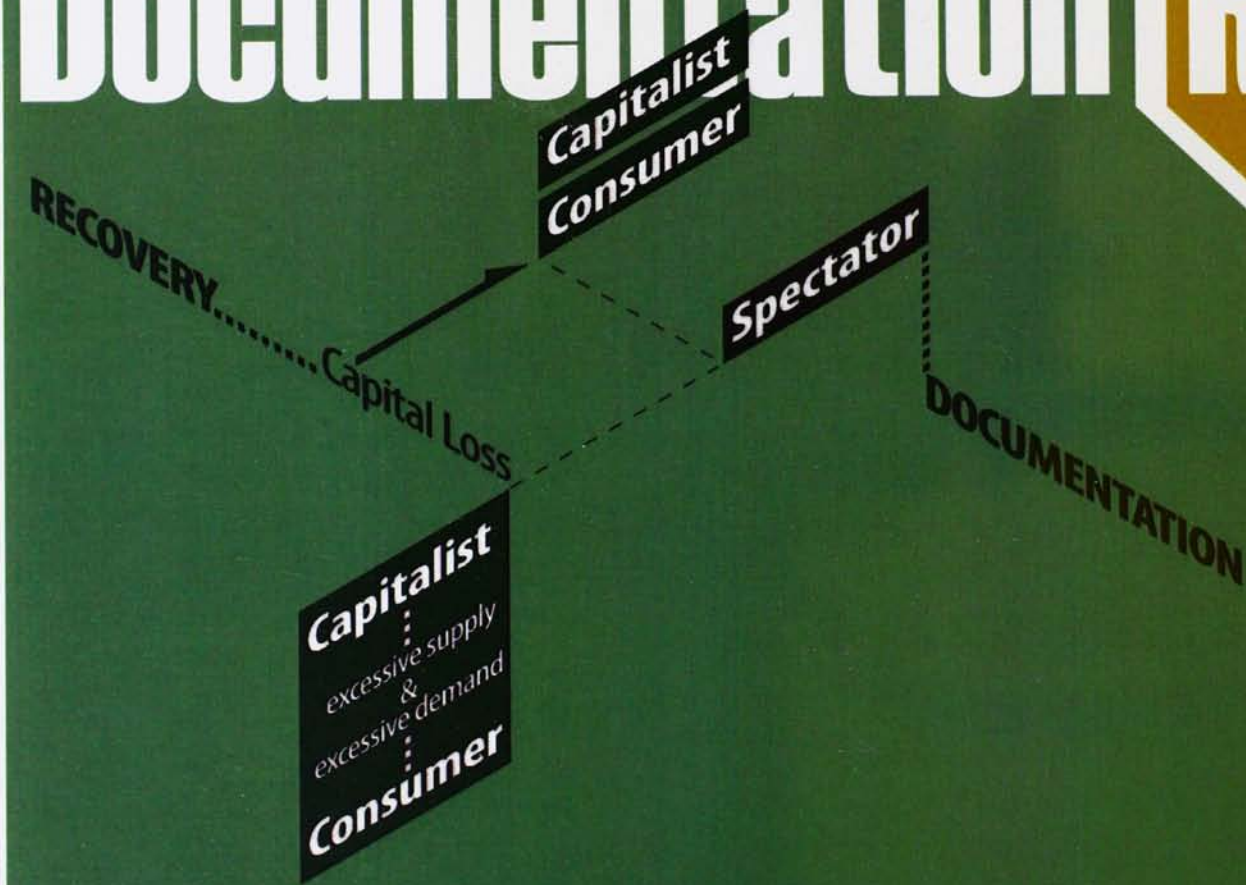 Documentation
Capitalist
Consumer
Spectator
RECOVERY.........Capital Loss
DOCUMENTATION
Capitalist
excessive supply
&
excessive demand
Consumer